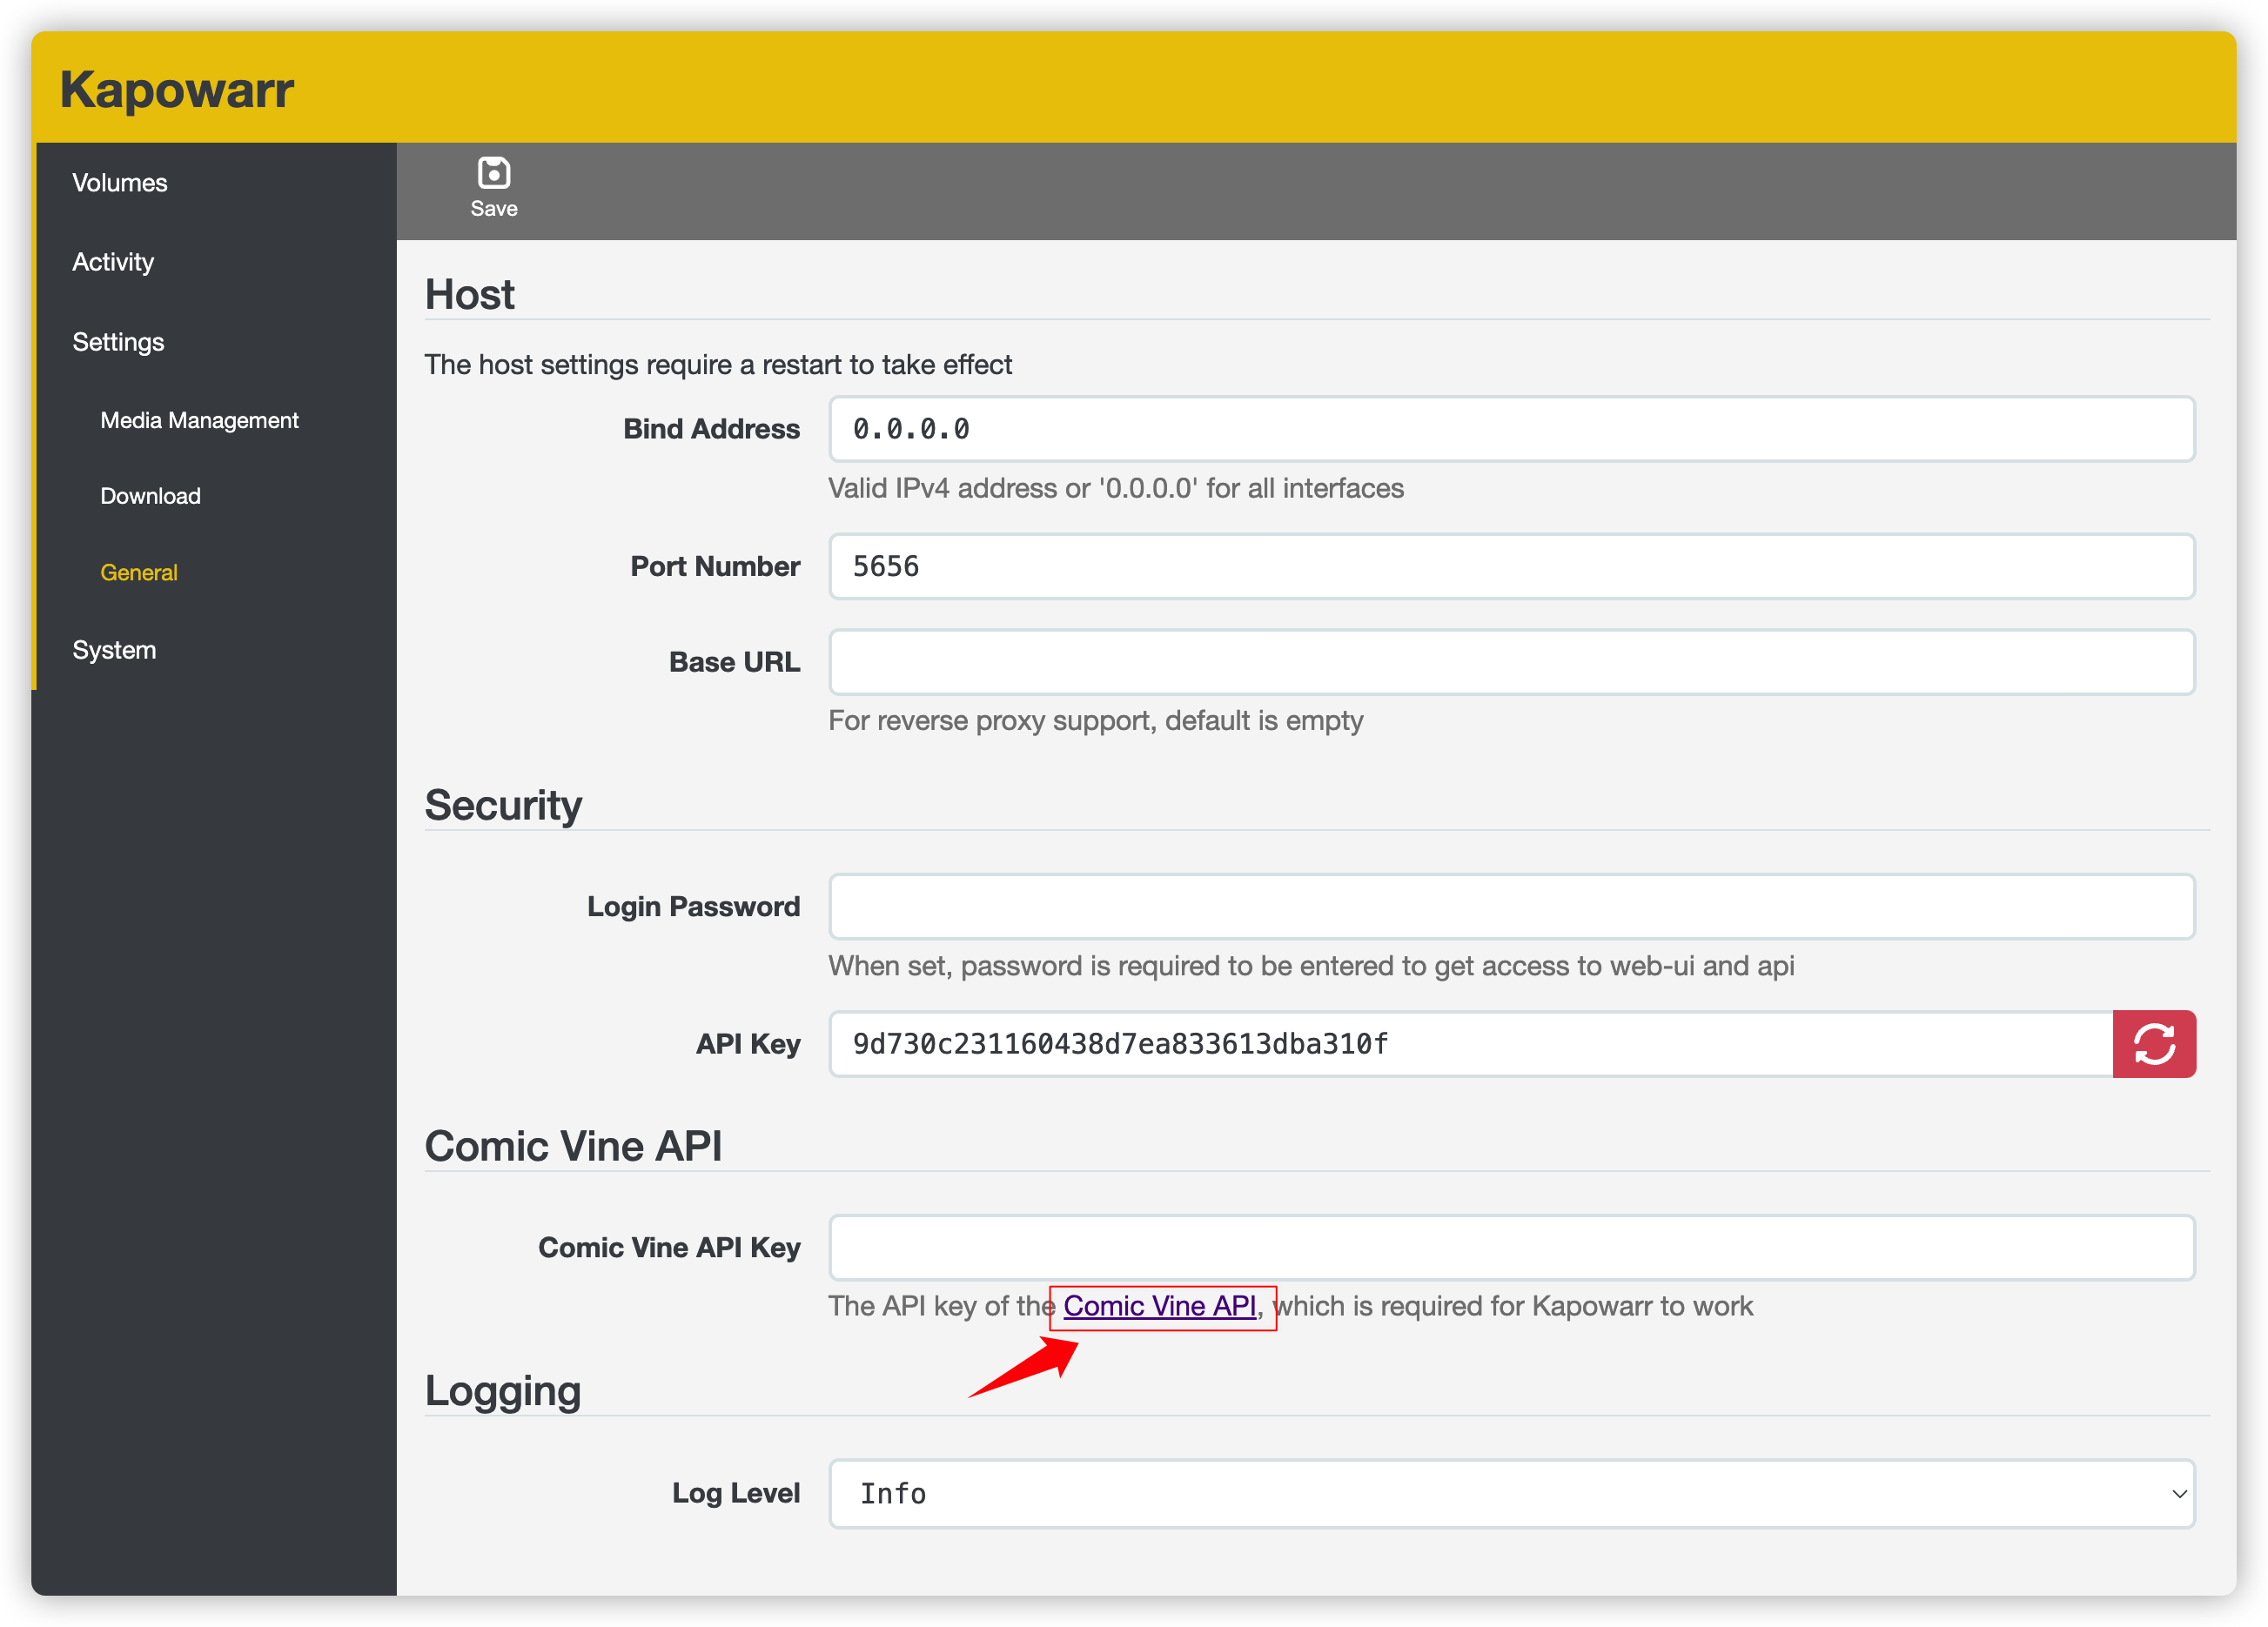 Kapowarr
Volumes
Activity
Settings
Media Management
Download
General
System
Save
Host
The host settings require a restart to take effect
Bind Address
0.0.0.0
Valid IPv4 address or '0.0.0.0' for all interfaces
Port Number
5656
Base URL
For reverse proxy support, default is empty
Security
Login Password
When set, password is required to be entered to get access to web-ui and api
API Key
9d730c231160438d7ea833613dba310f
Comic Vine API
Comic Vine API Key
The API key of the Comic Vine API, which is required for Kapowarr to work
Logging
Log Level
Info